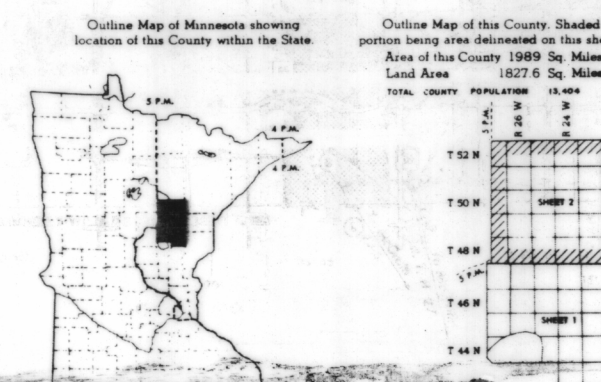 Outline Map of Minnesota showing
location of this County within the State.
5 P.M.
4 P.M.
4 P.M.
Outline Map of this County. Shaded
portion being area delineated on this she
Area of this County 1989 Sq. Miles
Land Area 1827.6 Sq. Miles
TOTAL COUNTY POPULATION 13,404
5 P.M.
R 26 W
R 24 W
T 52 N
T 50 N
SHEET 2
T 48 N
5 P.M.
T 46 N
SHEET 1
T 44 N